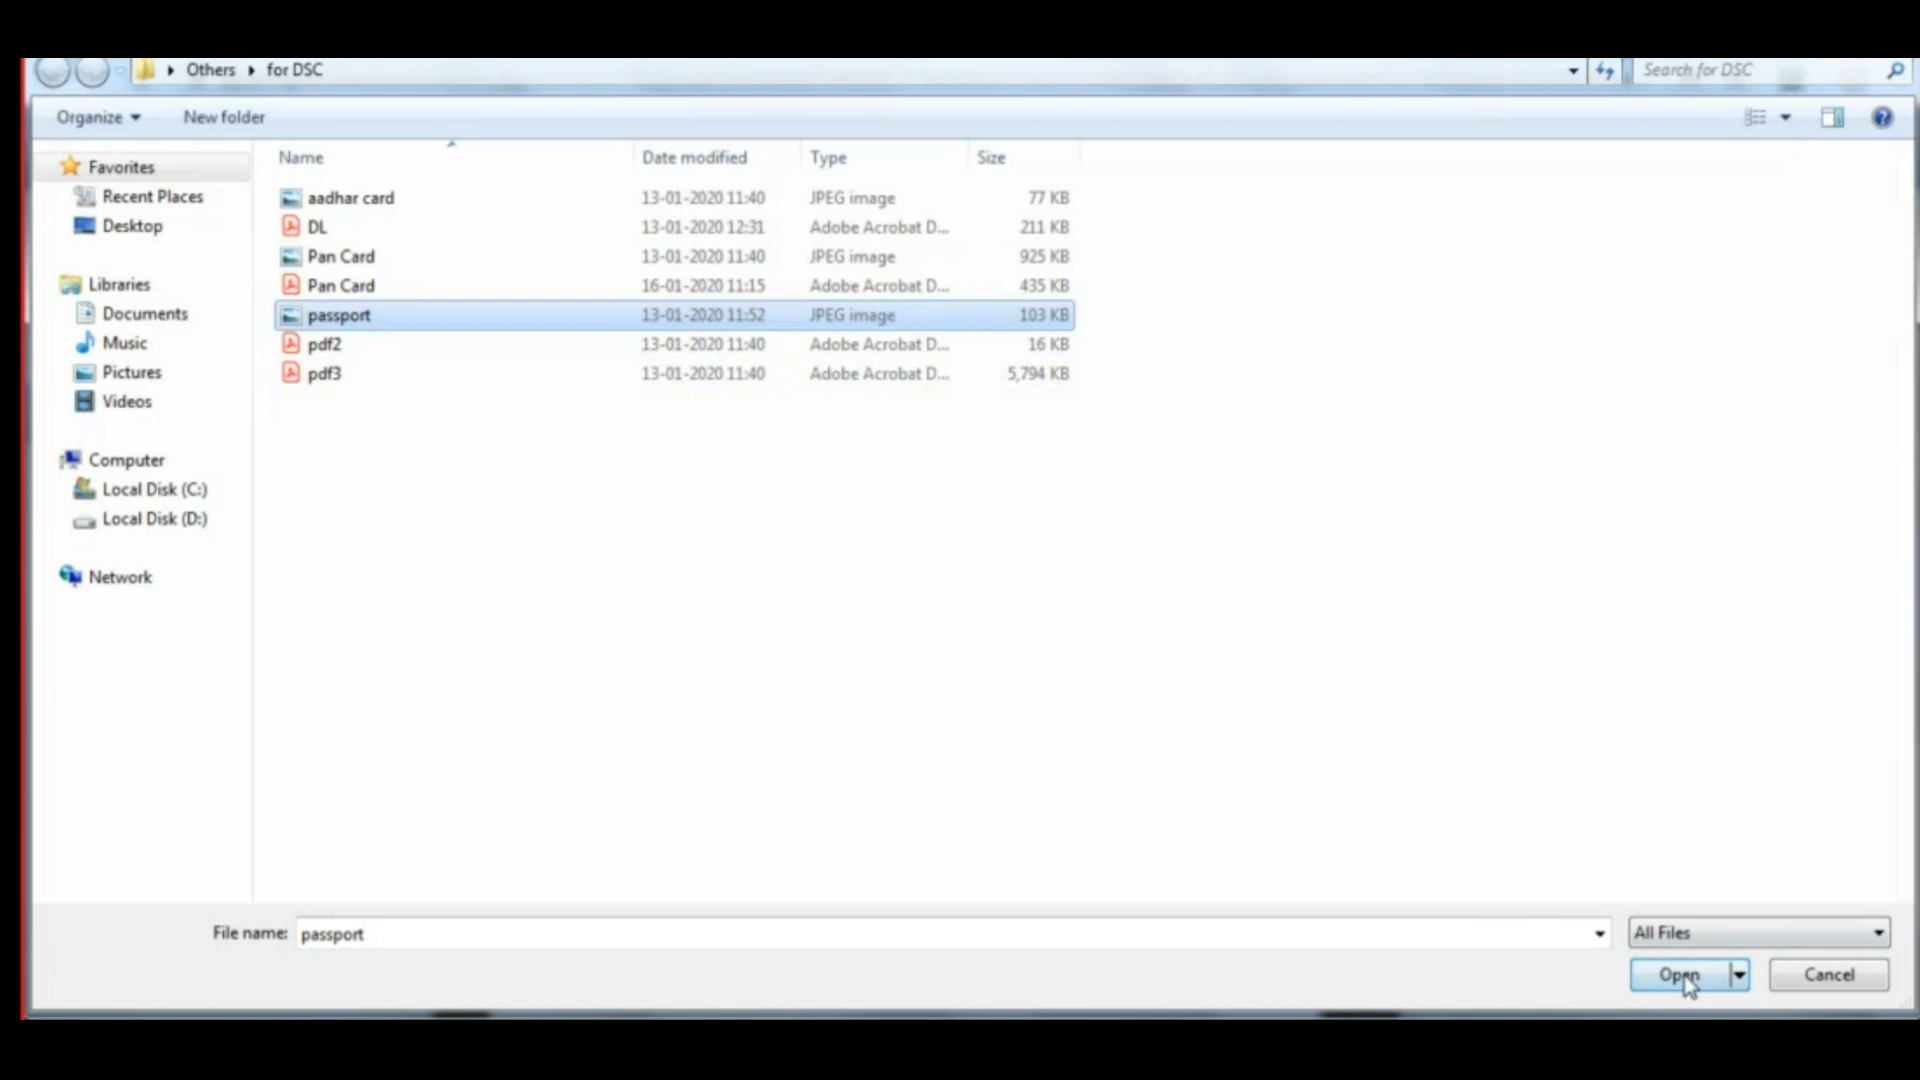 Others for DSC Search for DSC
Organize New folder
Name Date modified Type Size
Favorites
Recent Places
Desktop
Libraries
Documents
Music
Pictures
Videos
Computer
Local Disk (C:)
Local Disk (D:)
Network
aadhar card 13-01-2020 11:40 JPEG image 77 KB
DL 13-01-2020 12:31 Adobe Acrobat D... 211 KB
Pan Card 13-01-2020 11:40 JPEG image 925 KB
Pan Card 16-01-2020 11:15 Adobe Acrobat D... 435 KB
passport 13-01-2020 11:52 JPEG image 103 KB
pdf2 13-01-2020 11:40 Adobe Acrobat D... 16 KB
pdf3 13-01-2020 11:40 Adobe Acrobat D... 5,794 KB
File name: passport All Files
Open Cancel